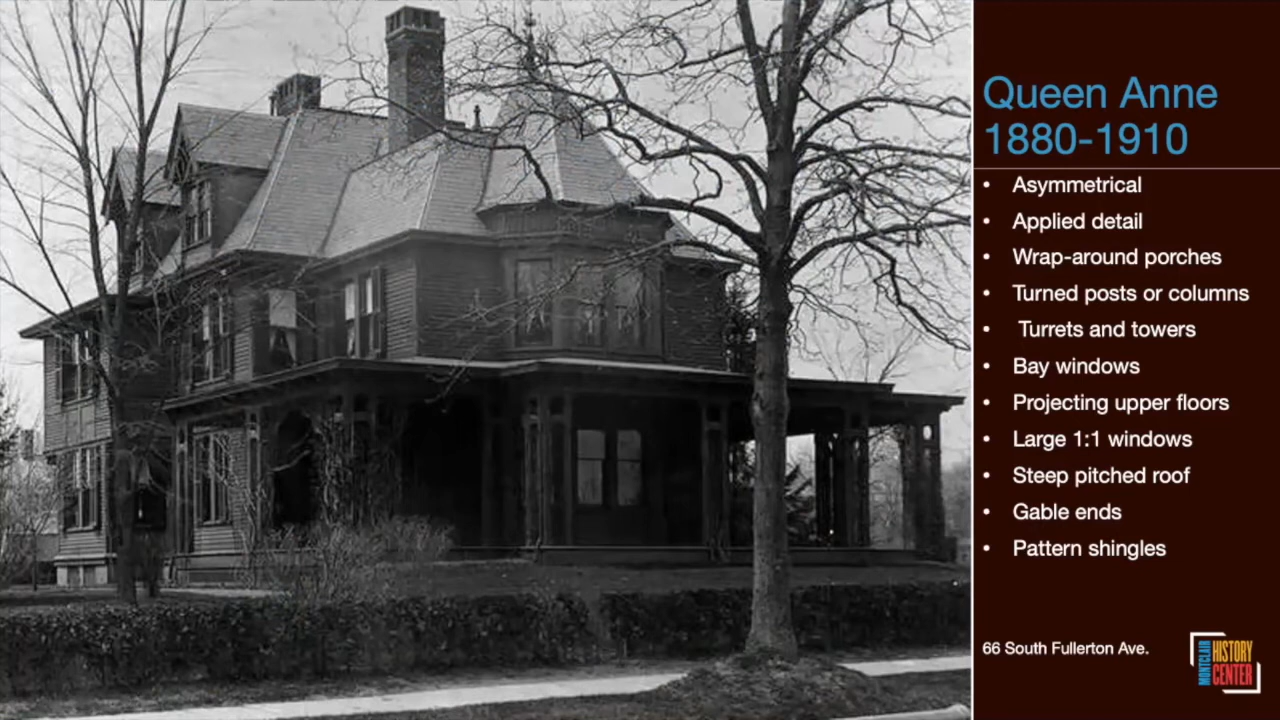 Queen Anne
1880-1910
• Asymmetrical
• Applied detail
• Wrap-around porches
• Turned posts or columns
• Turrets and towers
• Bay windows
• Projecting upper floors
• Large 1:1 windows
• Steep pitched roof
• Gable ends
• Pattern shingles
66 South Fullerton Ave.
MONTCLAIR
HISTORY
CENTER